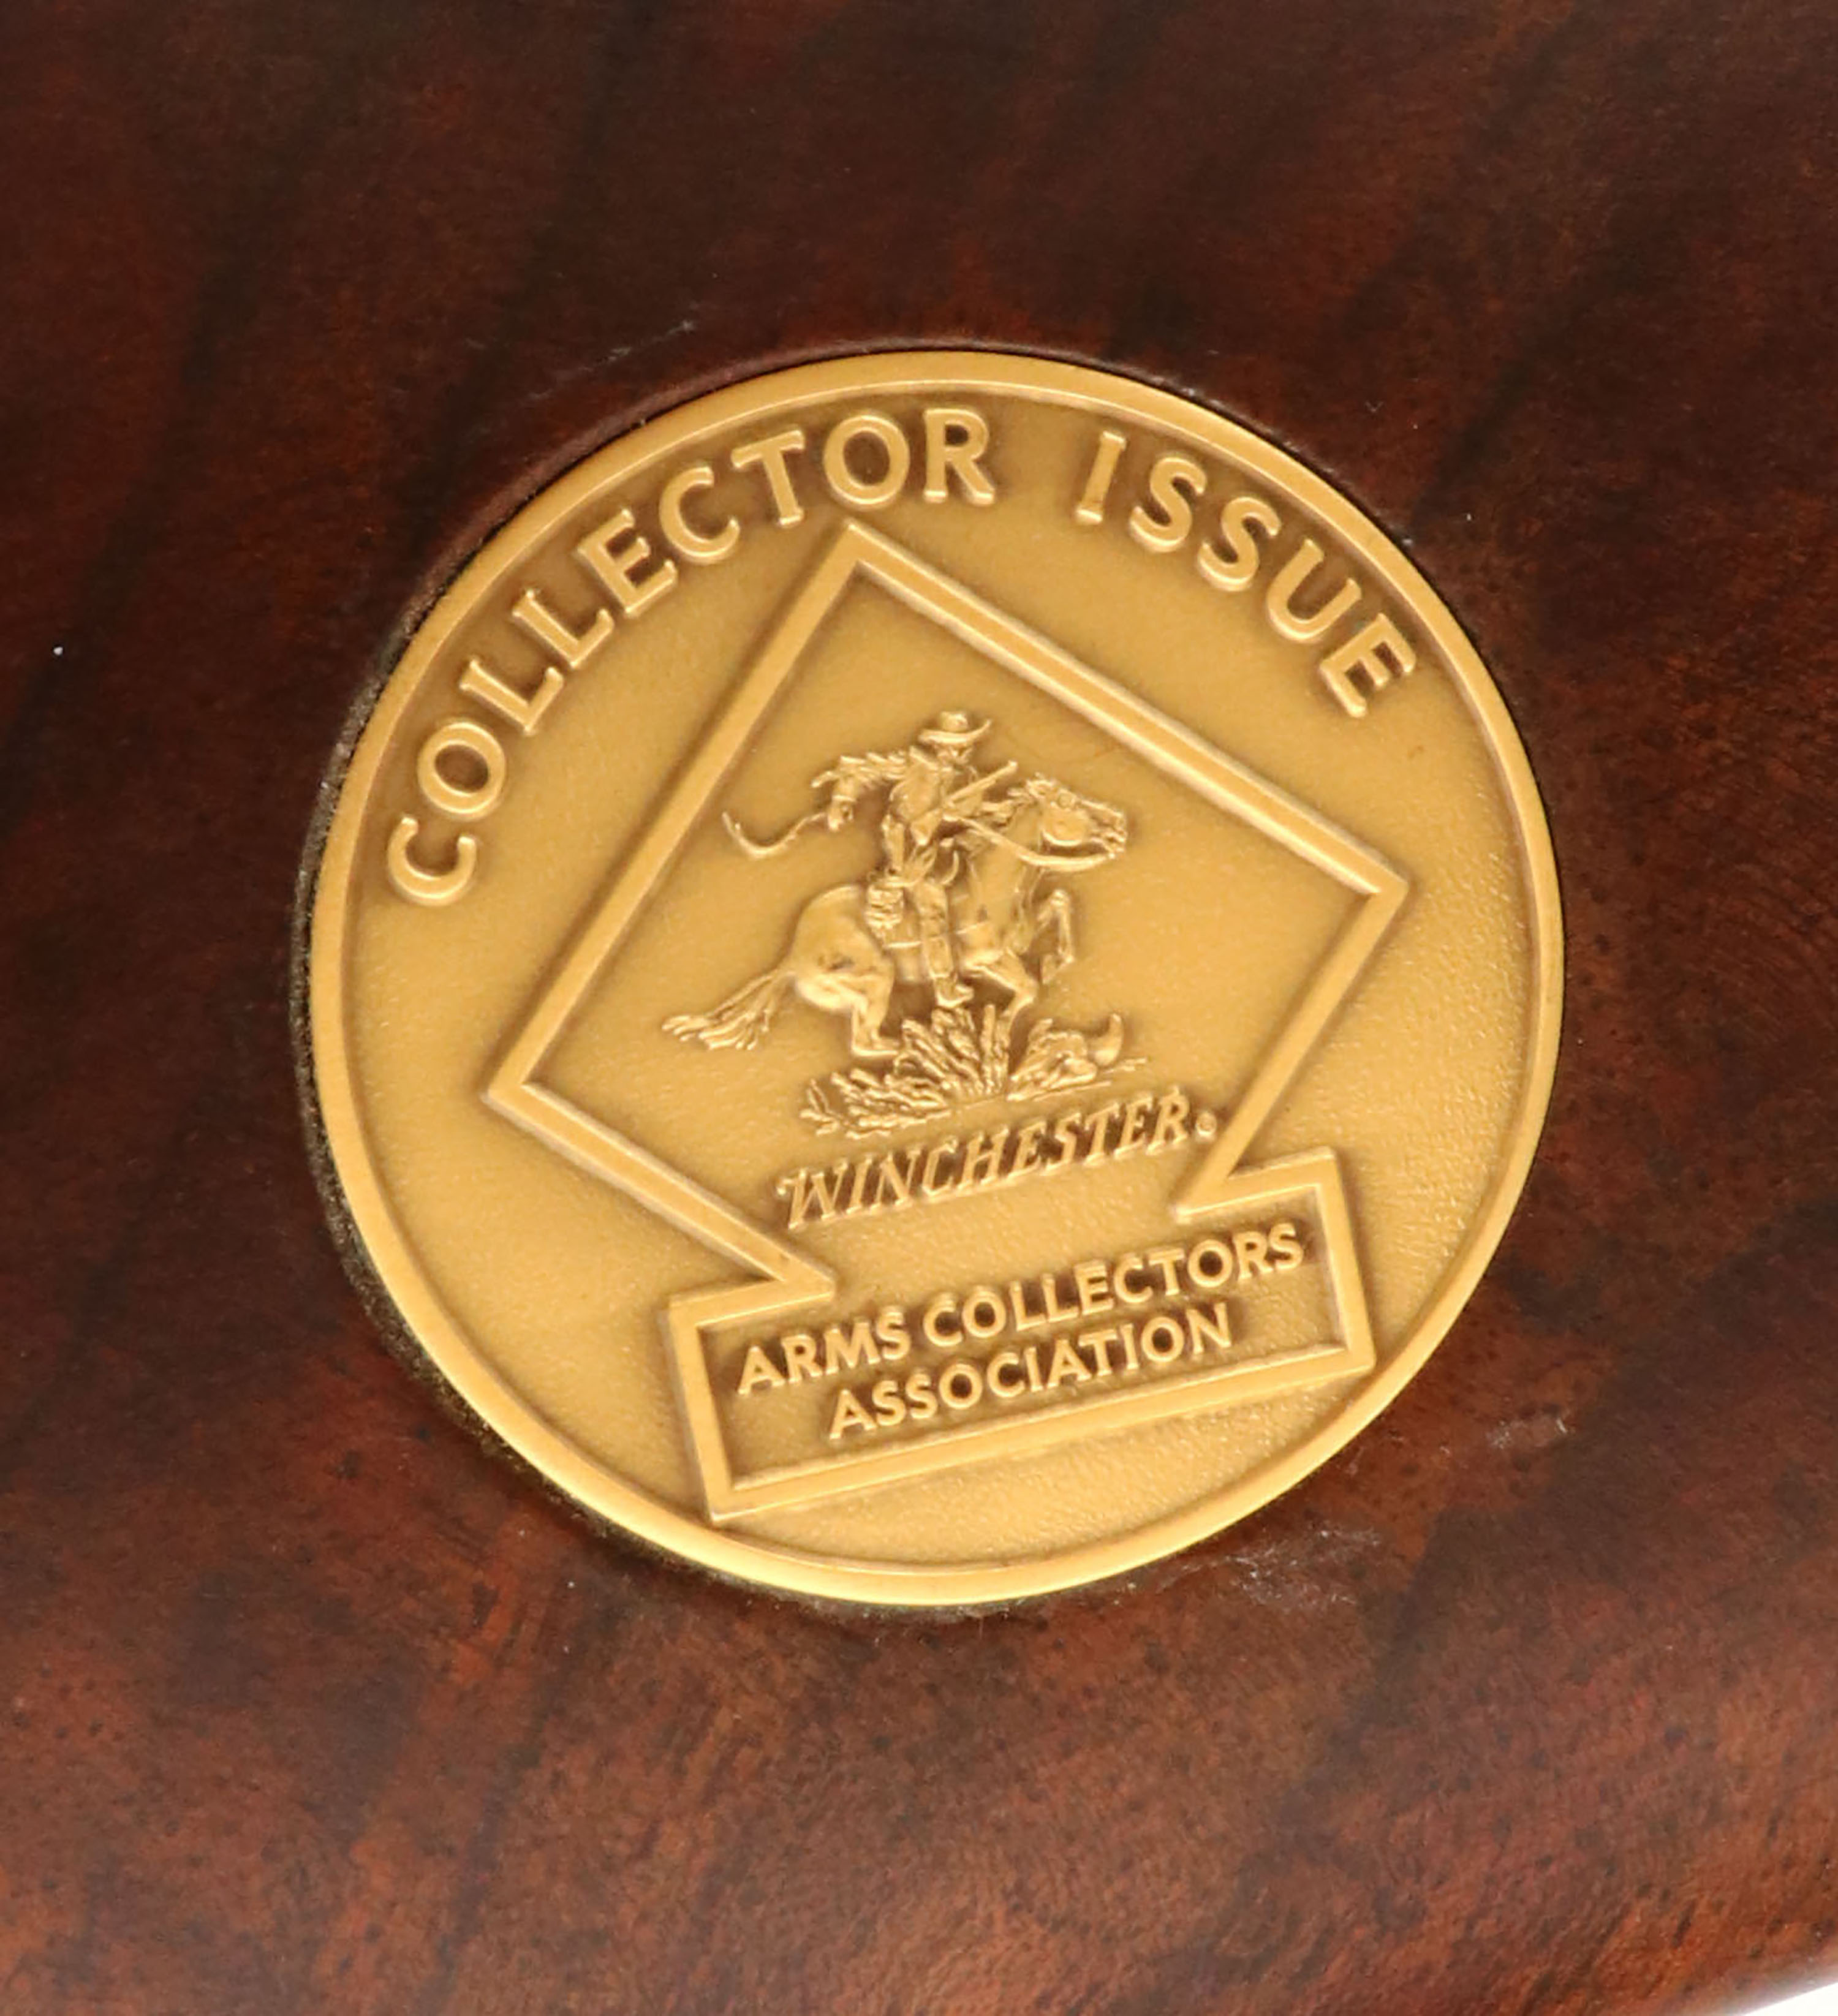 COLLECTOR ISSUE
WINCHESTER®
ARMS COLLECTORS
ASSOCIATION